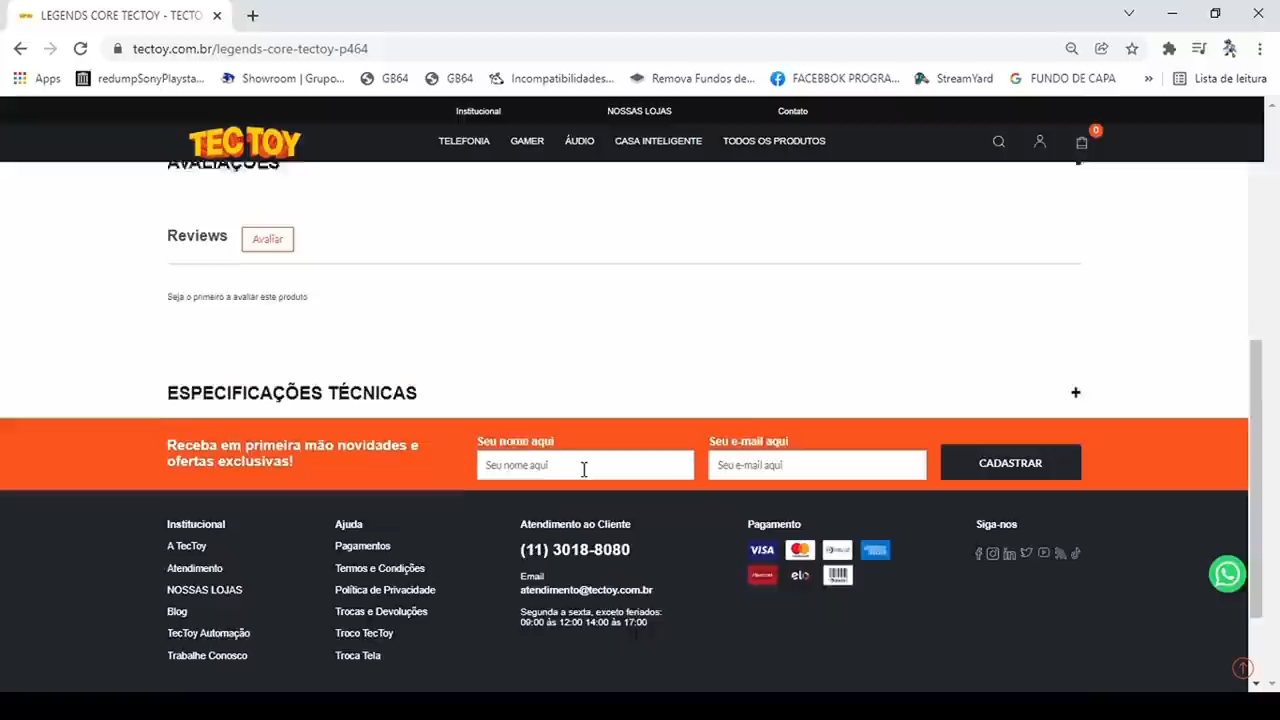 LEGENDS CORE TECTOY - TECTO
tectoy.com.br/legends-core-tectoy-p464
Apps
redumpSonyPlaysta...
Showroom | Grupo...
GB64
GB64
Incompatibilidades...
Remova Fundos de...
FACEBBOK PROGRA...
StreamYard
FUNDO DE CAPA
»
Lista de leitura
Institucional
NOSSAS LOJAS
Contato
TECTOY
TELEFONIA
GAMER
ÁUDIO
CASA INTELIGENTE
TODOS OS PRODUTOS
0
AVALIAÇÕES
Reviews
Avaliar
Seja o primeiro a avaliar este produto
ESPECIFICAÇÕES TÉCNICAS
+
Receba em primeira mão novidades e
ofertas exclusivas!
Seu nome aqui
Seu nome aqui
Seu e-mail aqui
Seu e-mail aqui
CADASTRAR
Institucional
A TecToy
Atendimento
NOSSAS LOJAS
Blog
TecToy Automação
Trabalhe Conosco
Ajuda
Pagamentos
Termos e Condições
Política de Privacidade
Trocas e Devoluções
Troco TecToy
Troca Tela
Atendimento ao Cliente
(11) 3018-8080
Email
atendimento@tectoy.com.br
Segunda a sexta, exceto feriados:
09:00 às 12:00 14:00 às 17:00
Pagamento
VISA
elo
Siga-nos